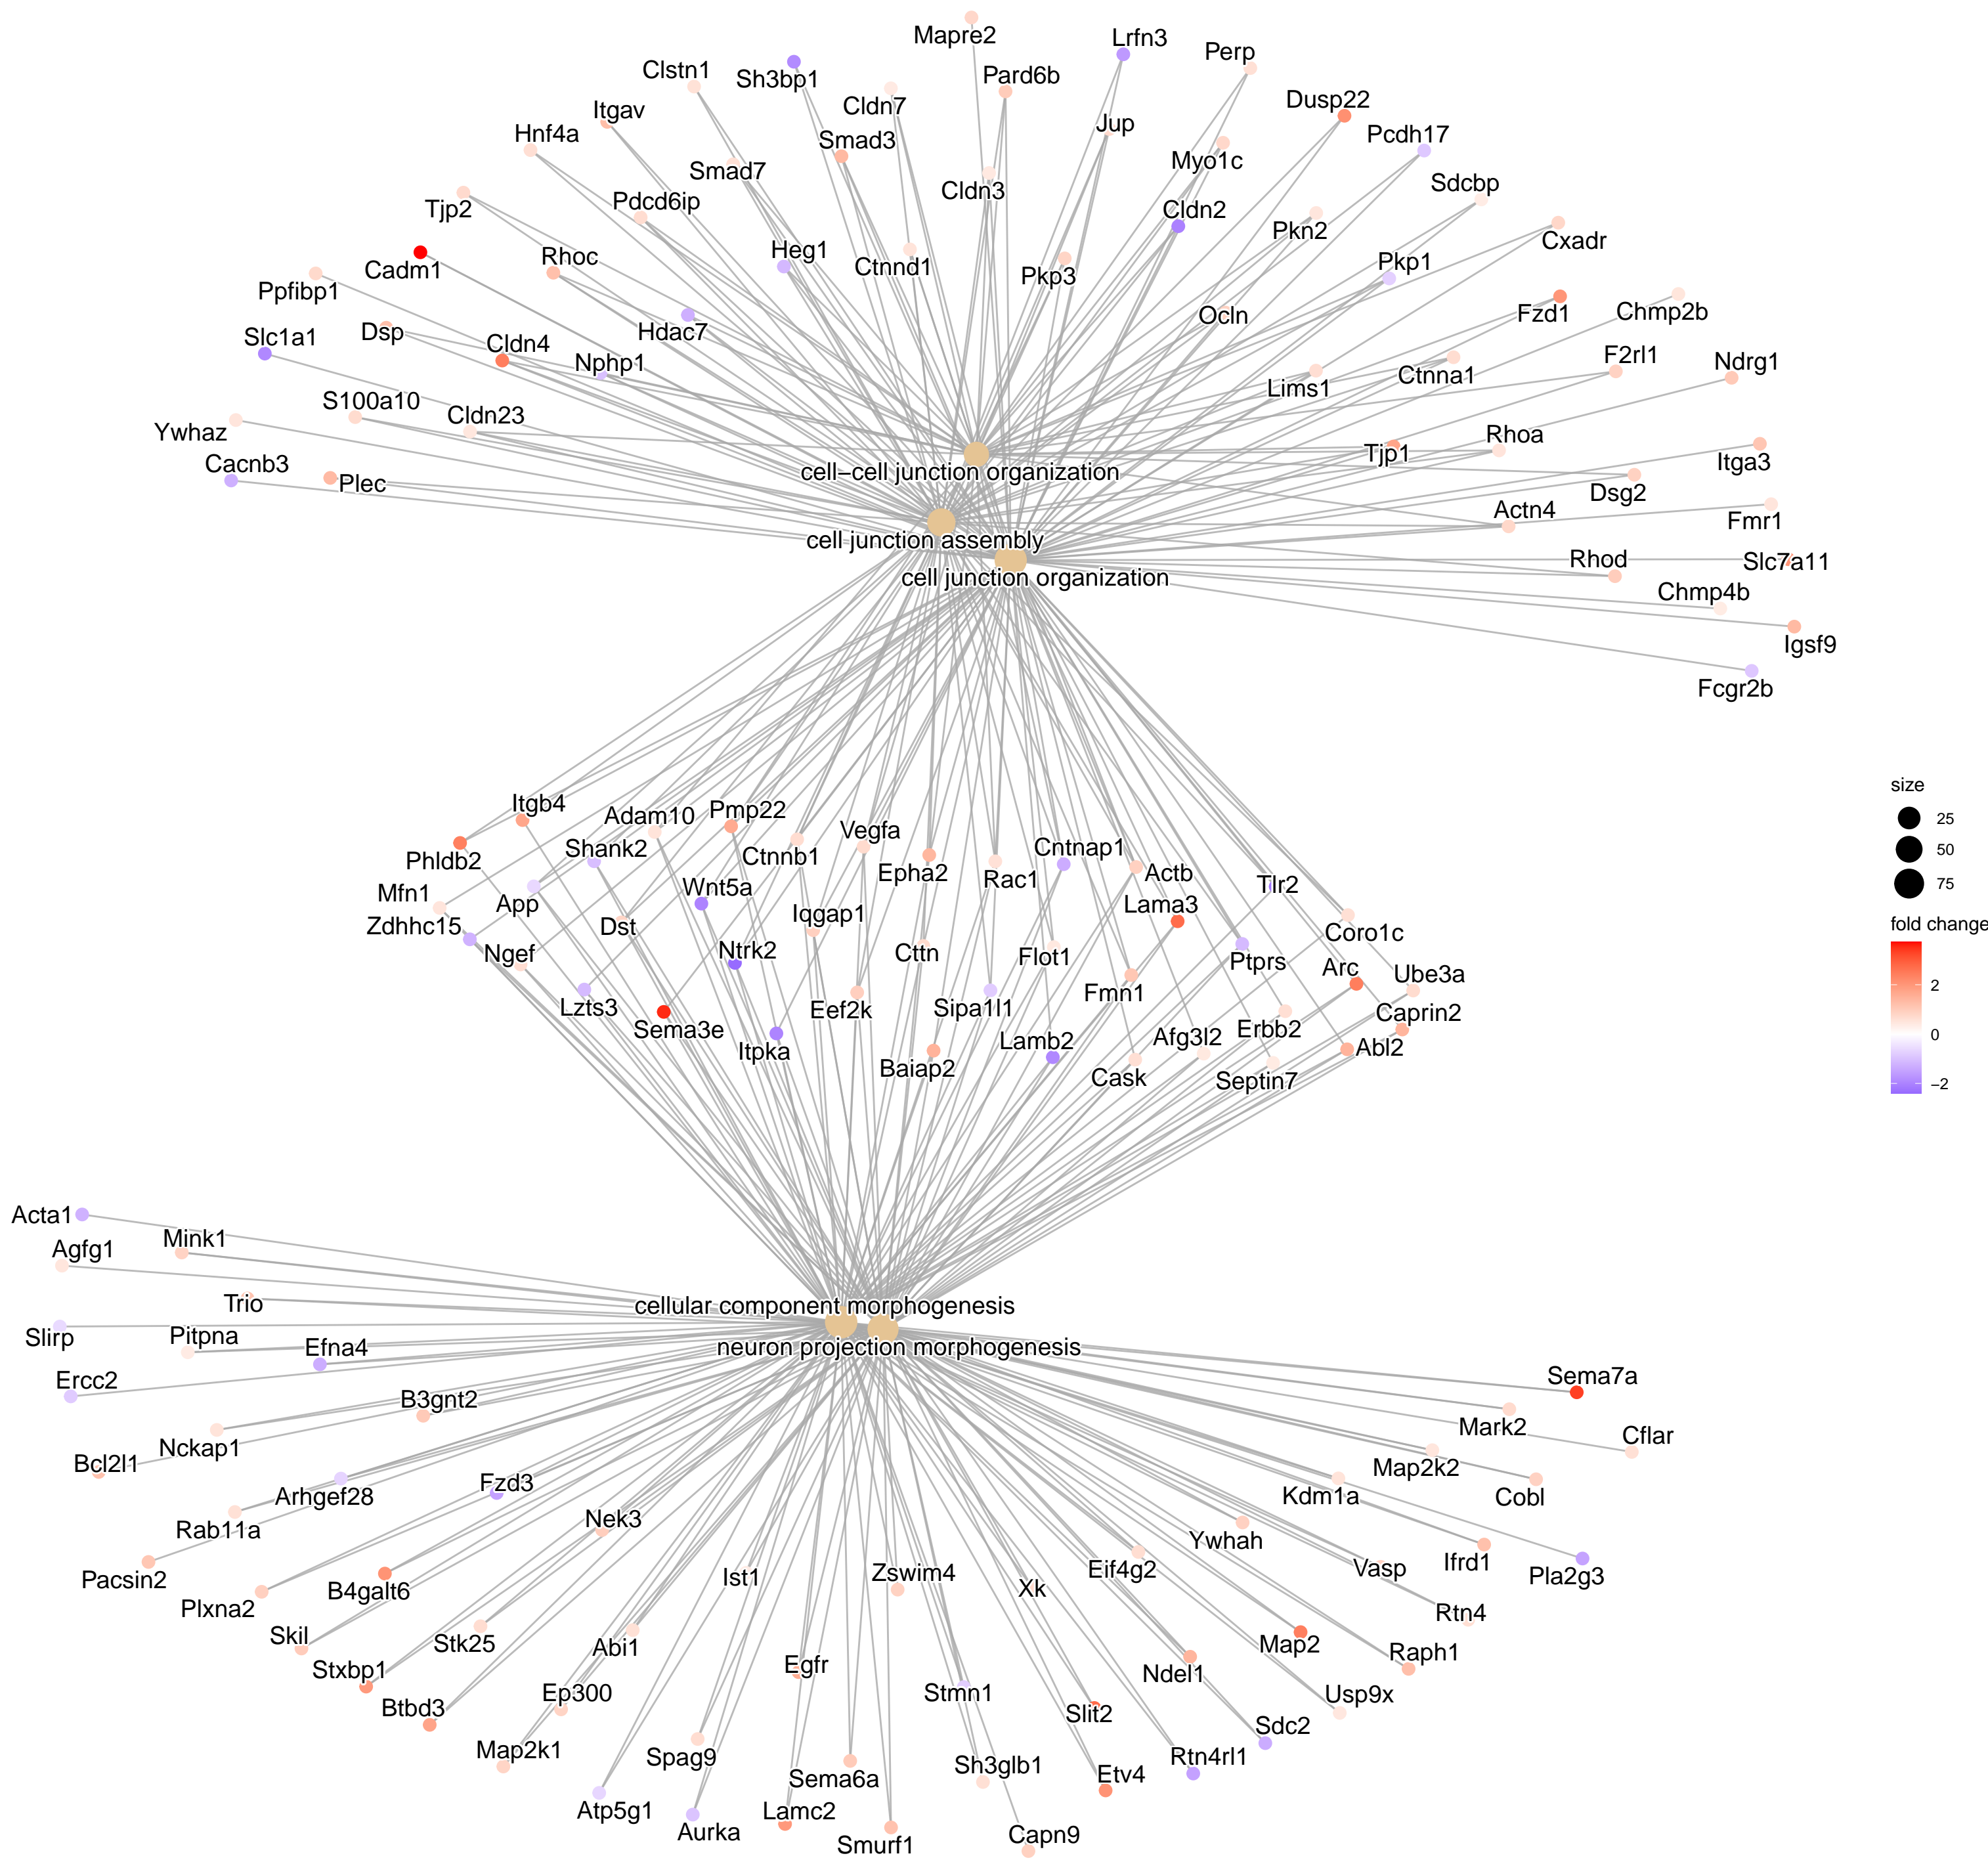 Mapre2
Lrfn3
Perp
Clstn1
Sh3bp1
Pard6b
Itgav
Cldn7
Dusp22
Hnf4a
Smad3
Jup
Pcdh17
Smad7
Myo1c
Cldn3
Sdcbp
Tjp2
Pdcd6ip
Cldn2
Pkn2
Cxadr
Heg1
Rhoc
Cadm1
Ctnnd1
Pkp3
Pkp1
Ppfibp1
Ocln
Fzd1
Chmp2b
Slc1a1
Dsp
Hdac7
Cldn4
F2rl1
Ndrg1
Nphp1
Lims1
Ctnna1
S100a10
Cldn23
Ywhaz
Rhoa
Tjp1
Itga3
Cacnb3
Plec
cell–cell junction organization
Dsg2
Actn4
Fmr1
cell junction assembly
Rhod
Slc7a11
cell junction organization
Chmp4b
Igsf9
Fcgr2b
size
25
50
75
fold change
2
0
−2
Itgb4
Adam10
Pmp22
Vegfa
Phldb2
Shank2
Ctnnb1
Cntnap1
Epha2
Rac1
Actb
Tlr2
Mfn1
App
Wnt5a
Lama3
Zdhhc15
Dst
Iqgap1
Coro1c
Ngef
Ntrk2
Cttn
Flot1
Ptprs
Arc
Ube3a
Lzts3
Eef2k
Sipa1l1
Fmn1
Caprin2
Sema3e
Itpka
Lamb2
Afg3l2
Erbb2
Abl2
Baiap2
Cask
Septin7
Acta1
Mink1
Agfg1
Trio
cellular component morphogenesis
Slirp
Pitpna
Efna4
neuron projection morphogenesis
Ercc2
Sema7a
B3gnt2
Mark2
Cflar
Nckap1
Bcl2l1
Map2k2
Fzd3
Arhgef28
Kdm1a
Cobl
Rab11a
Nek3
Ywhah
Ifrd1
Pacsin2
B4galt6
Ist1
Zswim4
Xk
Eif4g2
Vasp
Pla2g3
Plxna2
Rtn4
Skil
Stk25
Abi1
Map2
Raph1
Stxbp1
Egfr
Ndel1
Btbd3
Ep300
Stmn1
Slit2
Usp9x
Sdc2
Map2k1
Spag9
Sema6a
Sh3glb1
Rtn4rl1
Etv4
Atp5g1
Aurka
Lamc2
Smurf1
Capn9